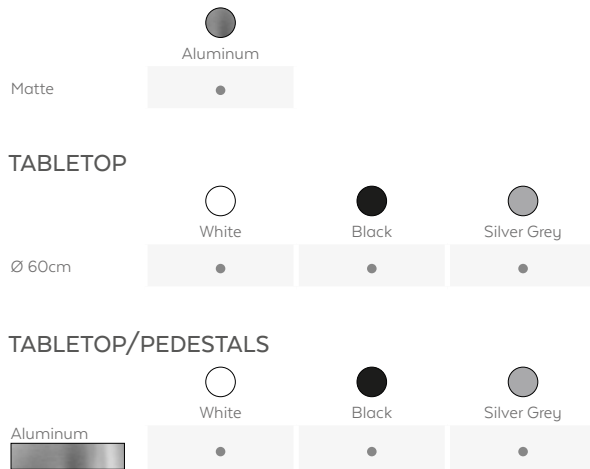 Aluminum
Matte
TABLETOP
White Black Silver Grey
Ø 60cm
TABLETOP/PEDESTALS
White Black Silver Grey
Aluminum